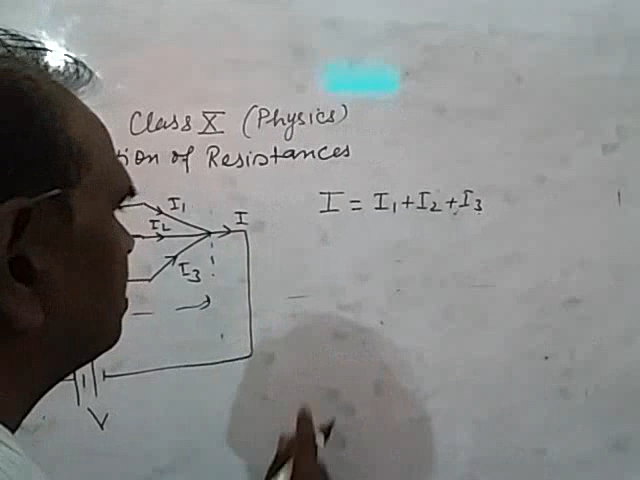 Class X (Physics)
tion of Resistances
I₁
I₂
I
I₃
I = I₁+I₂+I₃
V